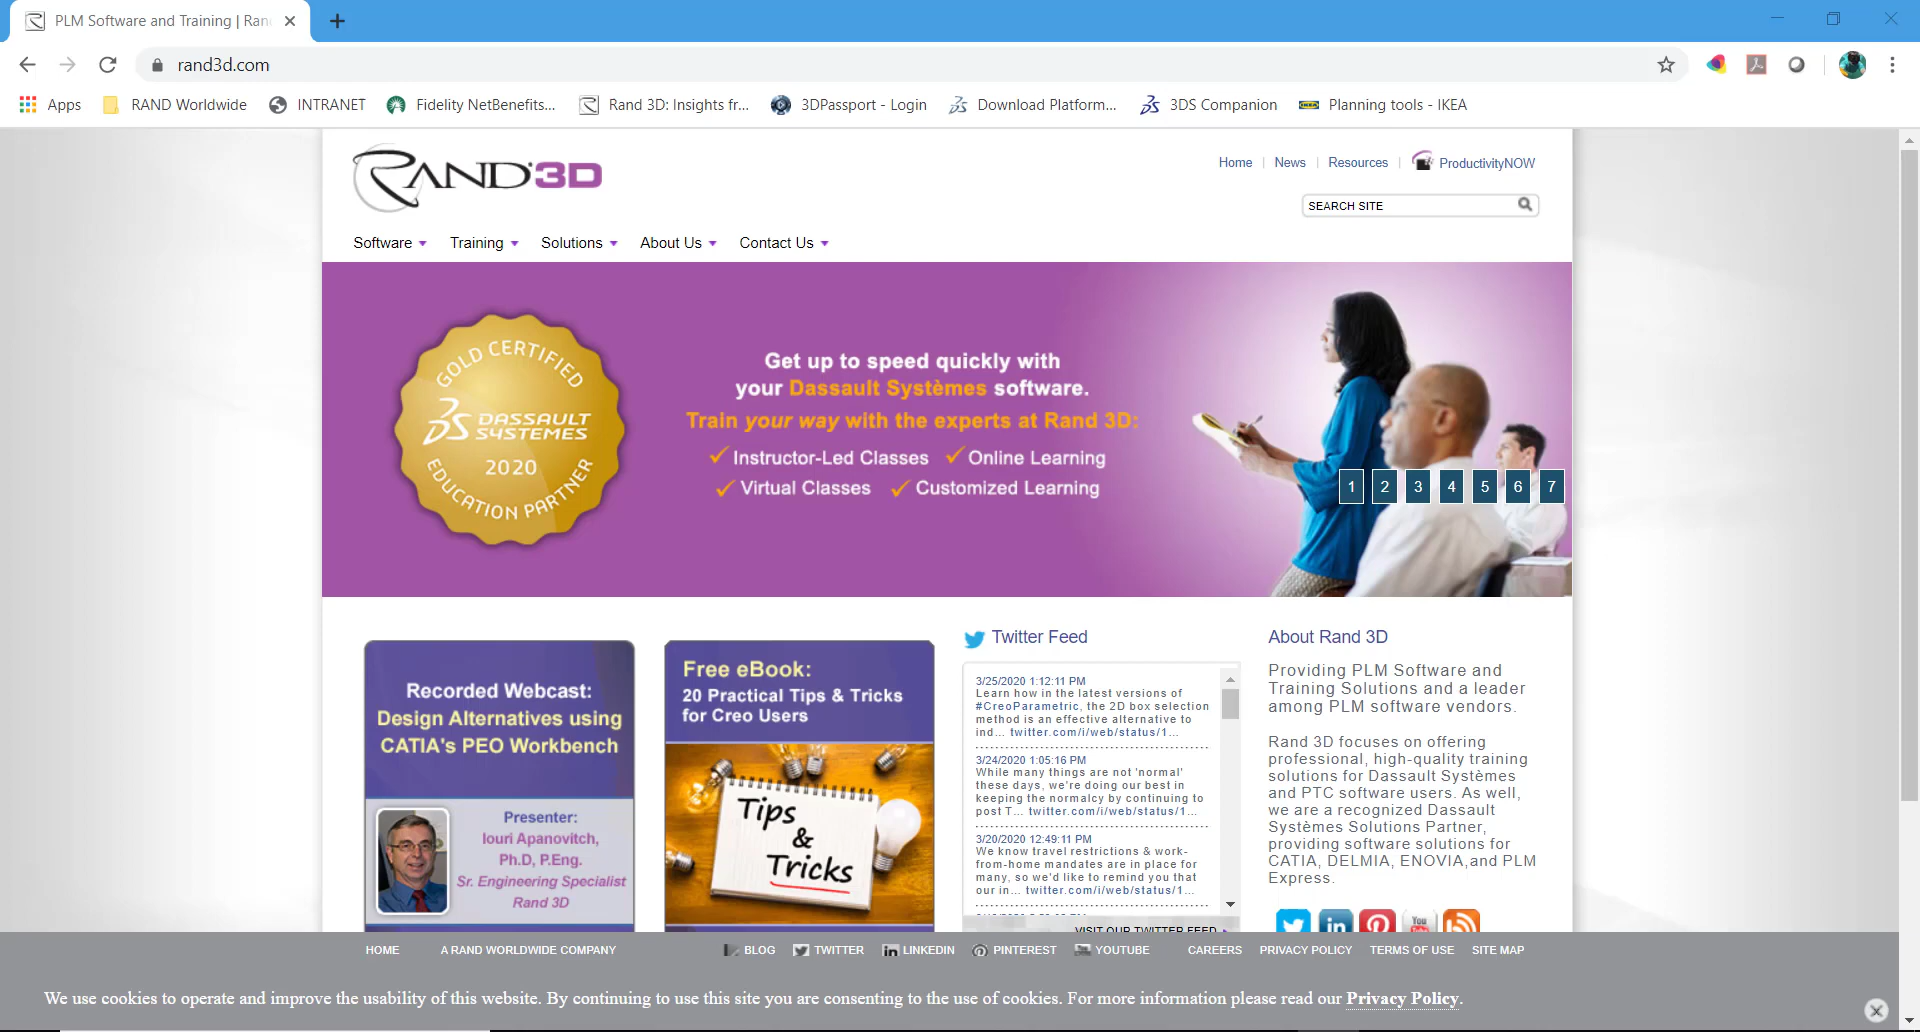 PLM Software and Training | Ran
rand3d.com
Apps
RAND Worldwide
INTRANET
Fidelity NetBenefits...
Rand 3D: Insights fr...
3DPassport - Login
Download Platform...
3DS Companion
Planning tools - IKEA
RAND 3D
Home
News
Resources
ProductivityNOW
SEARCH SITE
Software
Training
Solutions
About Us
Contact Us
GOLD CERTIFIED
DASSAULT
SYSTEMES
2020
EDUCATION PARTNER
Get up to speed quickly with
your Dassault Systèmes software.
Train your way with the experts at Rand 3D:
Instructor-Led Classes
Online Learning
Virtual Classes
Customized Learning
1 2 3 4 5 6 7
Recorded Webcast:
Design Alternatives using
CATIA's PEO Workbench
Presenter:
Iouri Apanovitch,
Ph.D, P.Eng.
Sr. Engineering Specialist
Rand 3D
Free eBook:
20 Practical Tips & Tricks
for Creo Users
Tips
&
Tricks
Twitter Feed
3/25/2020 1:12:11 PM
Learn how in the latest versions of
#CreoParametric, the 2D box selection
method is an effective alternative to
ind... twitter.com/i/web/status/1...
3/24/2020 1:05:16 PM
While many things are not 'normal'
these days, we're doing our best in
keeping the normalcy by continuing to
post T... twitter.com/i/web/status/1...
3/20/2020 12:49:11 PM
We know travel restrictions & work-
from-home mandates are in place for
many, so we'd like to remind you that
our in... twitter.com/i/web/status/1...
VISIT OUR TWITTER FEED
About Rand 3D
Providing PLM Software and
Training Solutions and a leader
among PLM software vendors.
Rand 3D focuses on offering
professional, high-quality training
solutions for Dassault Systèmes
and PTC software users. As well,
we are a recognized Dassault
Systèmes Solutions Partner,
providing software solutions for
CATIA, DELMIA, ENOVIA,and PLM
Express.
You
HOME
A RAND WORLDWIDE COMPANY
BLOG
TWITTER
LINKEDIN
PINTEREST
YOUTUBE
CAREERS
PRIVACY POLICY
TERMS OF USE
SITE MAP
We use cookies to operate and improve the usability of this website. By continuing to use this site you are consenting to the use of cookies. For more information please read our Privacy Policy.